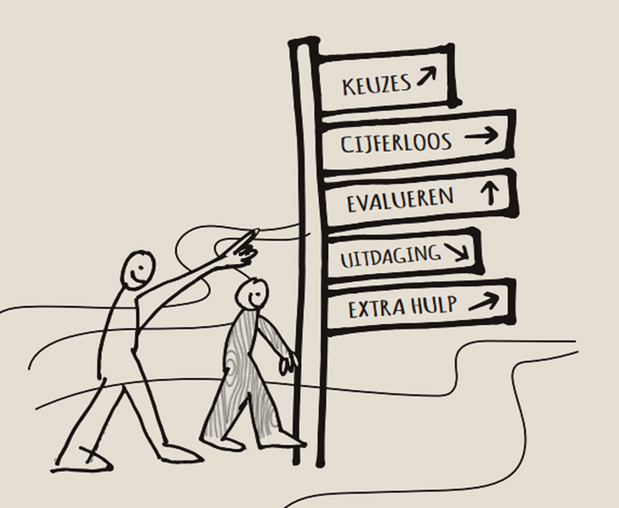 KEUZES ↗
CIJFERLOOS →
EVALUEREN ↑
UITDAGING ↘
EXTRA HULP ↗